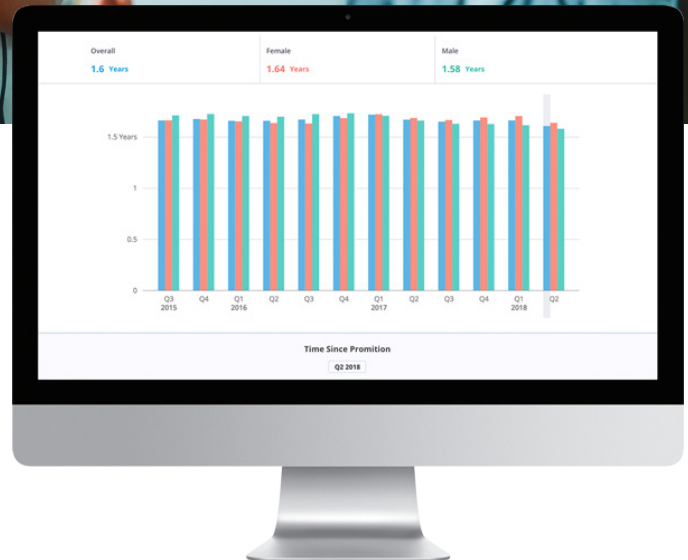 Overall Female Male
1.6 Years 1.64 Years 1.58 Years
1.5 Years
1
0.5
0
Q3 Q4 Q1 Q2 Q3 Q4 Q1 Q2 Q3 Q4 Q1 Q2
2015 2016 2017 2018
Time Since Promition
Q2 2018